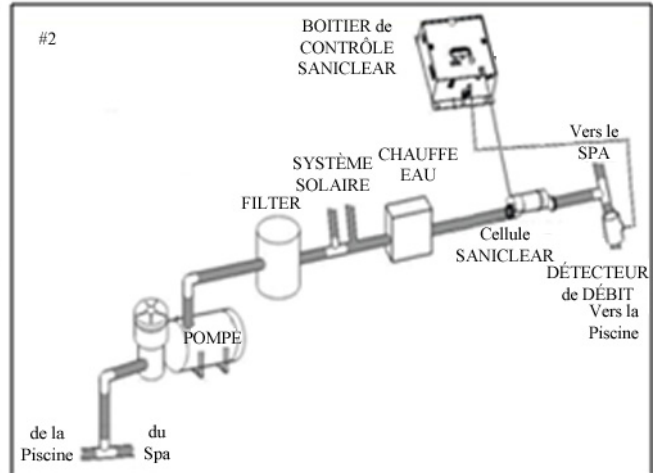 #2
BOITIER de
CONTRÔLE
SANICLEAR
Vers le
SPA
CHAUFFE
EAU
SYSTÈME
SOLAIRE
FILTER
Cellule
SANICLEAR
DÉTECTEUR
de DÉBIT
Vers la
Piscine
POMPE
de la
Piscine
du
Spa